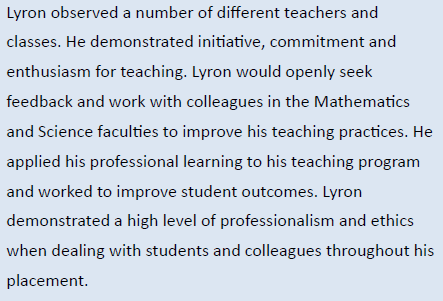 Lyron observed a number of different teachers and
classes. He demonstrated initiative, commitment and
enthusiasm for teaching. Lyron would openly seek
feedback and work with colleagues in the Mathematics
and Science faculties to improve his teaching practices. He
applied his professional learning to his teaching program
and worked to improve student outcomes. Lyron
demonstrated a high level of professionalism and ethics
when dealing with students and colleagues throughout his
placement.